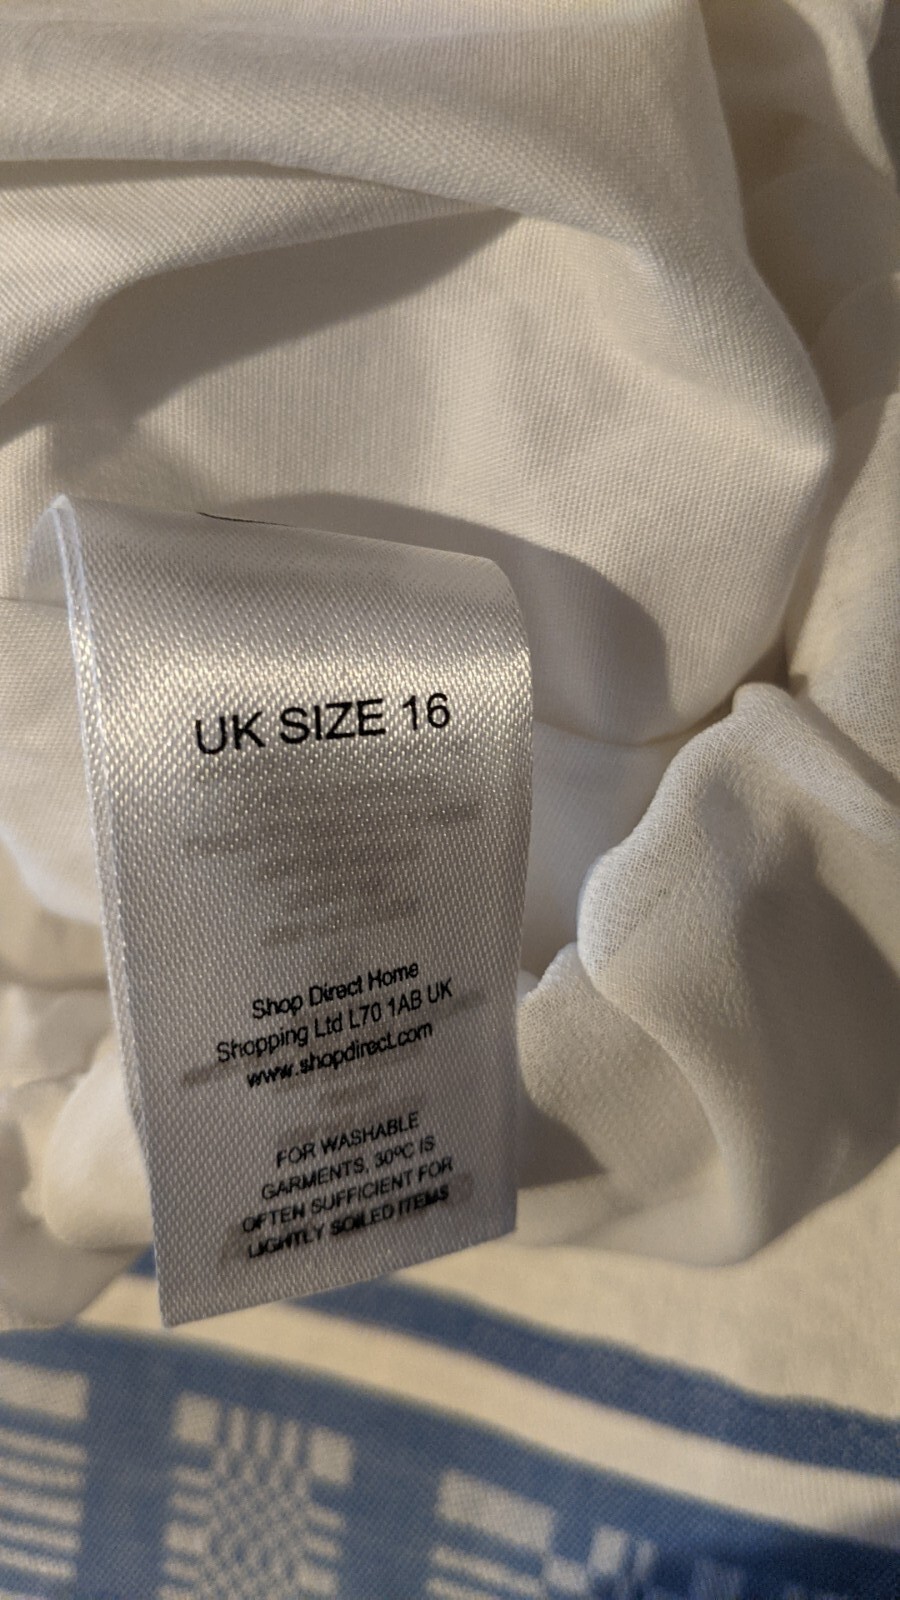 UK SIZE 16
Shop Direct Home
Shopping Ltd L70 1AB UK
www.shopdirect.com
FOR WASHABLE
GARMENTS, 30ºC IS
OFTEN SUFFICIENT FOR
LIGHTLY SOILED ITEMS